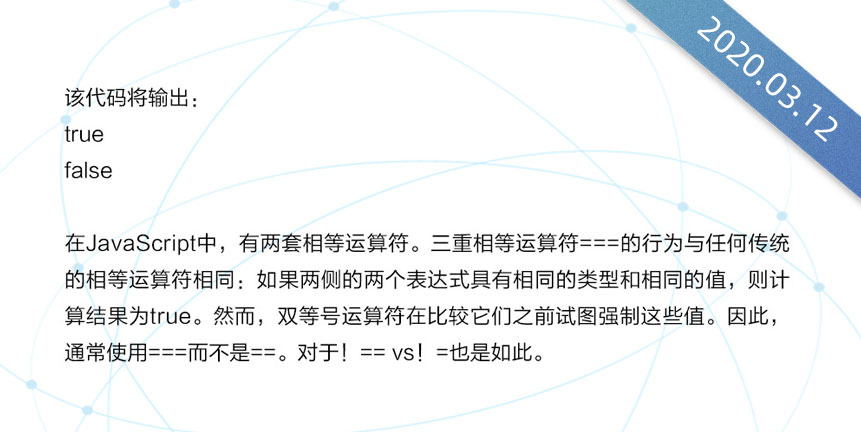 2020.03.12
该代码将输出：
true
false
在JavaScript中，有两套相等运算符。三重相等运算符===的行为与任何传统
的相等运算符相同：如果两侧的两个表达式具有相同的类型和相同的值，则计
算结果为true。然而，双等号运算符在比较它们之前试图强制这些值。因此，
通常使用===而不是==。对于！== vs！=也是如此。